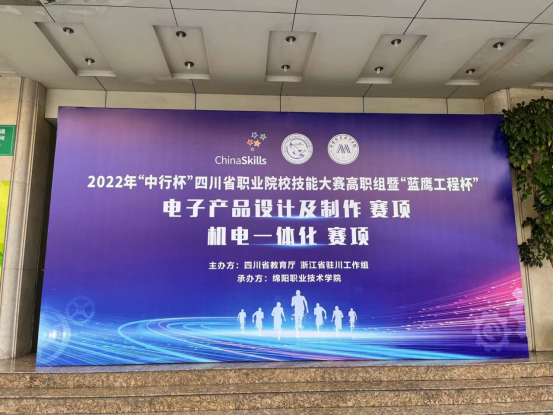 ChinaSkills
2022年“中行杯”四川省职业院校技能大赛高职组暨“蓝鹰工程杯”
电子产品设计及制作 赛项
机电一体化 赛项
主办方：四川省教育厅 浙江省驻川工作组
承办方：绵阳职业技术学院